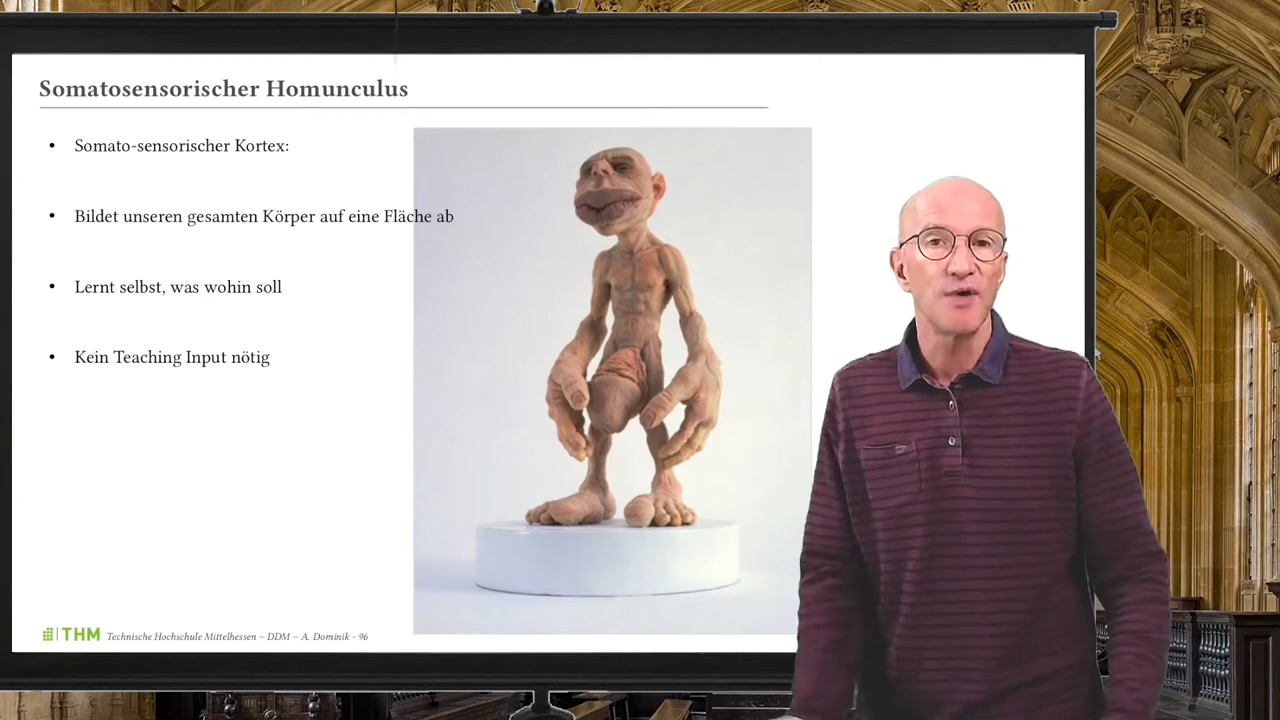 Somatosensorischer Homunculus
• Somato-sensorischer Kortex:
• Bildet unseren gesamten Körper auf eine Fläche ab
• Lernt selbst, was wohin soll
• Kein Teaching Input nötig
THM Technische Hochschule Mittelhessen – DDM – A. Dominik - 96